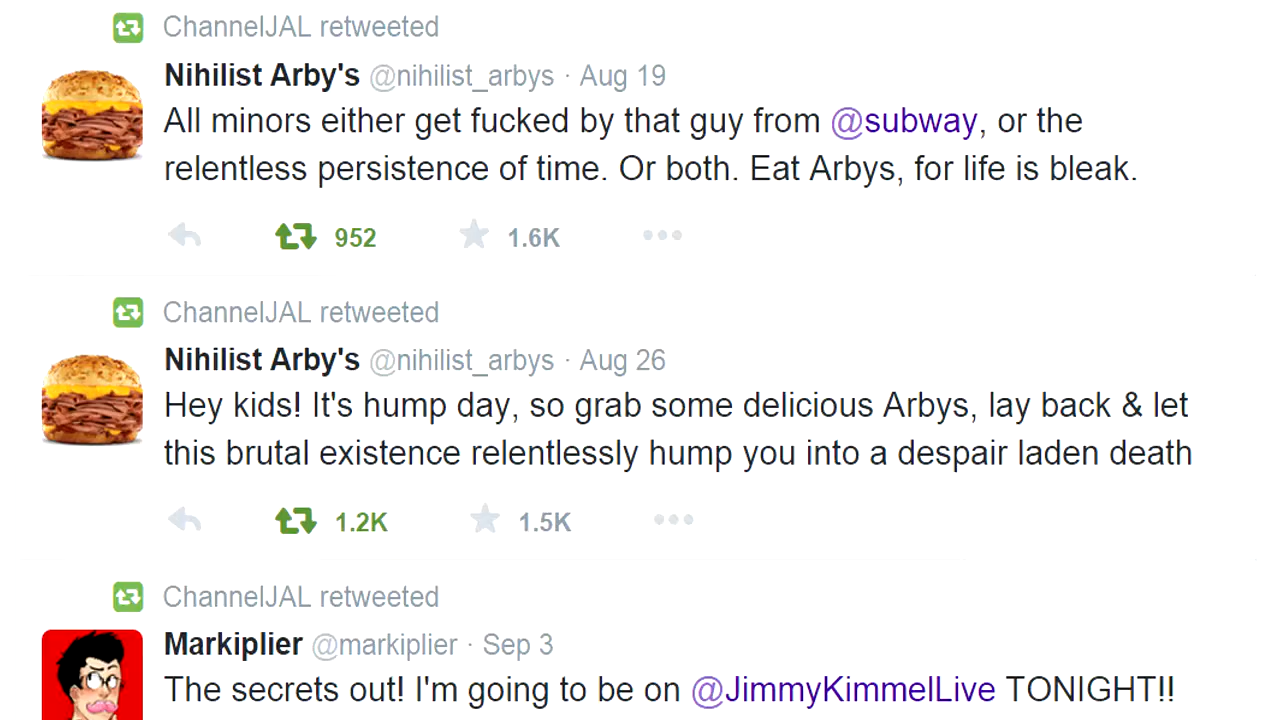 ChannelJAL retweeted
Nihilist Arby's @nihilist_arbys · Aug 19
All minors either get fucked by that guy from @subway, or the
relentless persistence of time. Or both. Eat Arbys, for life is bleak.
952 1.6K
ChannelJAL retweeted
Nihilist Arby's @nihilist_arbys · Aug 26
Hey kids! It's hump day, so grab some delicious Arbys, lay back & let
this brutal existence relentlessly hump you into a despair laden death
1.2K 1.5K
ChannelJAL retweeted
Markiplier @markiplier · Sep 3
The secrets out! I'm going to be on @JimmyKimmelLive TONIGHT!!